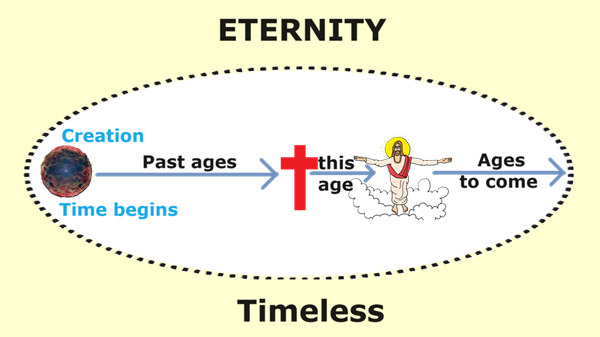 ETERNITY
Creation
Past ages
this
age
Ages
to come
Time begins
Timeless